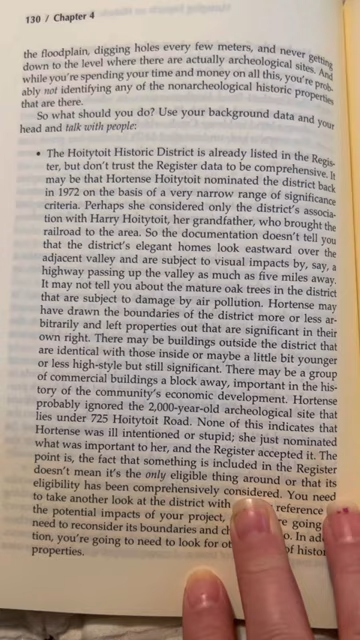 130 / Chapter 4
the floodplain, digging holes every few meters, and never getting
down to the level where there are actually archeological sites. And
while you're spending your time and money on all this, you're prob-
ably not identifying any of the nonarcheological historic properties
that are there.
So what should you do? Use your background data and your
head and talk with people:
• The Hoitytoit Historic District is already listed in the Regis-
ter, but don't trust the Register data to be comprehensive. It
may be that Hortense Hoitytoit nominated the district back
in 1972 on the basis of a very narrow range of significance
criteria. Perhaps she considered only the district's associa-
tion with Harry Hoitytoit, her grandfather, who brought the
railroad to the area. So the documentation doesn't tell you
that the district's elegant homes look eastward over the
adjacent valley and are subject to visual impacts by, say, a
highway passing up the valley as much as five miles away.
It may not tell you about the mature oak trees in the district
that are subject to damage by air pollution. Hortense may
have drawn the boundaries of the district more or less ar-
bitrarily and left properties out that are significant in their
own right. There may be buildings outside the district that
are identical with those inside or maybe a little bit younger
or less high-style but still significant. There may be a group
of commercial buildings a block away, important in the his-
tory of the community's economic development. Hortense
probably ignored the 2,000-year-old archeological site that
lies under 725 Hoitytoit Road. None of this indicates that
Hortense was ill intentioned or stupid; she just nominated
what was important to her, and the Register accepted it. The
point is, the fact that something is included in the Register
doesn't mean it's the only eligible thing around or that its
eligibility has been comprehensively considered. You need
to take another look at the district with reference
the potential impacts of your project, re going
need to reconsider its boundaries and o. In ad
tion, you're going to need to look for of histor
properties.